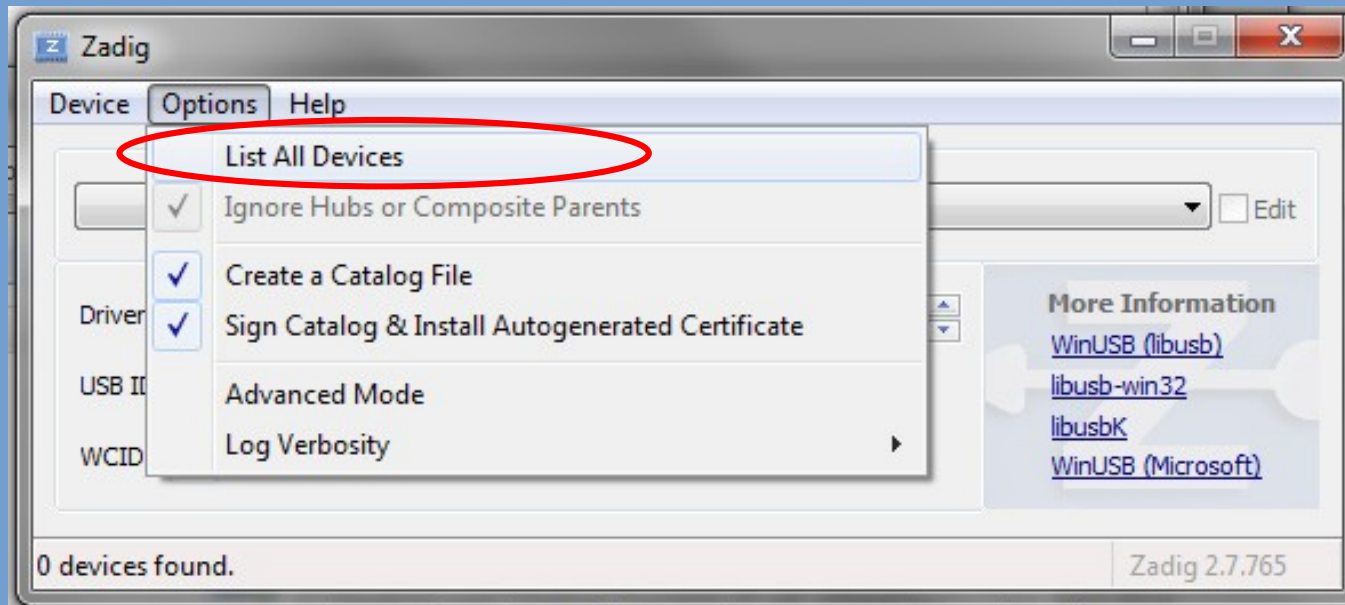 Zadig
Device Options Help
List All Devices
Ignore Hubs or Composite Parents
Edit
Create a Catalog File
Sign Catalog & Install Autogenerated Certificate
Advanced Mode
Log Verbosity
Driver
USB ID
WCID
More Information
WinUSB (libusb)
libusb-win32
libusbK
WinUSB (Microsoft)
0 devices found.
Zadig 2.7.765